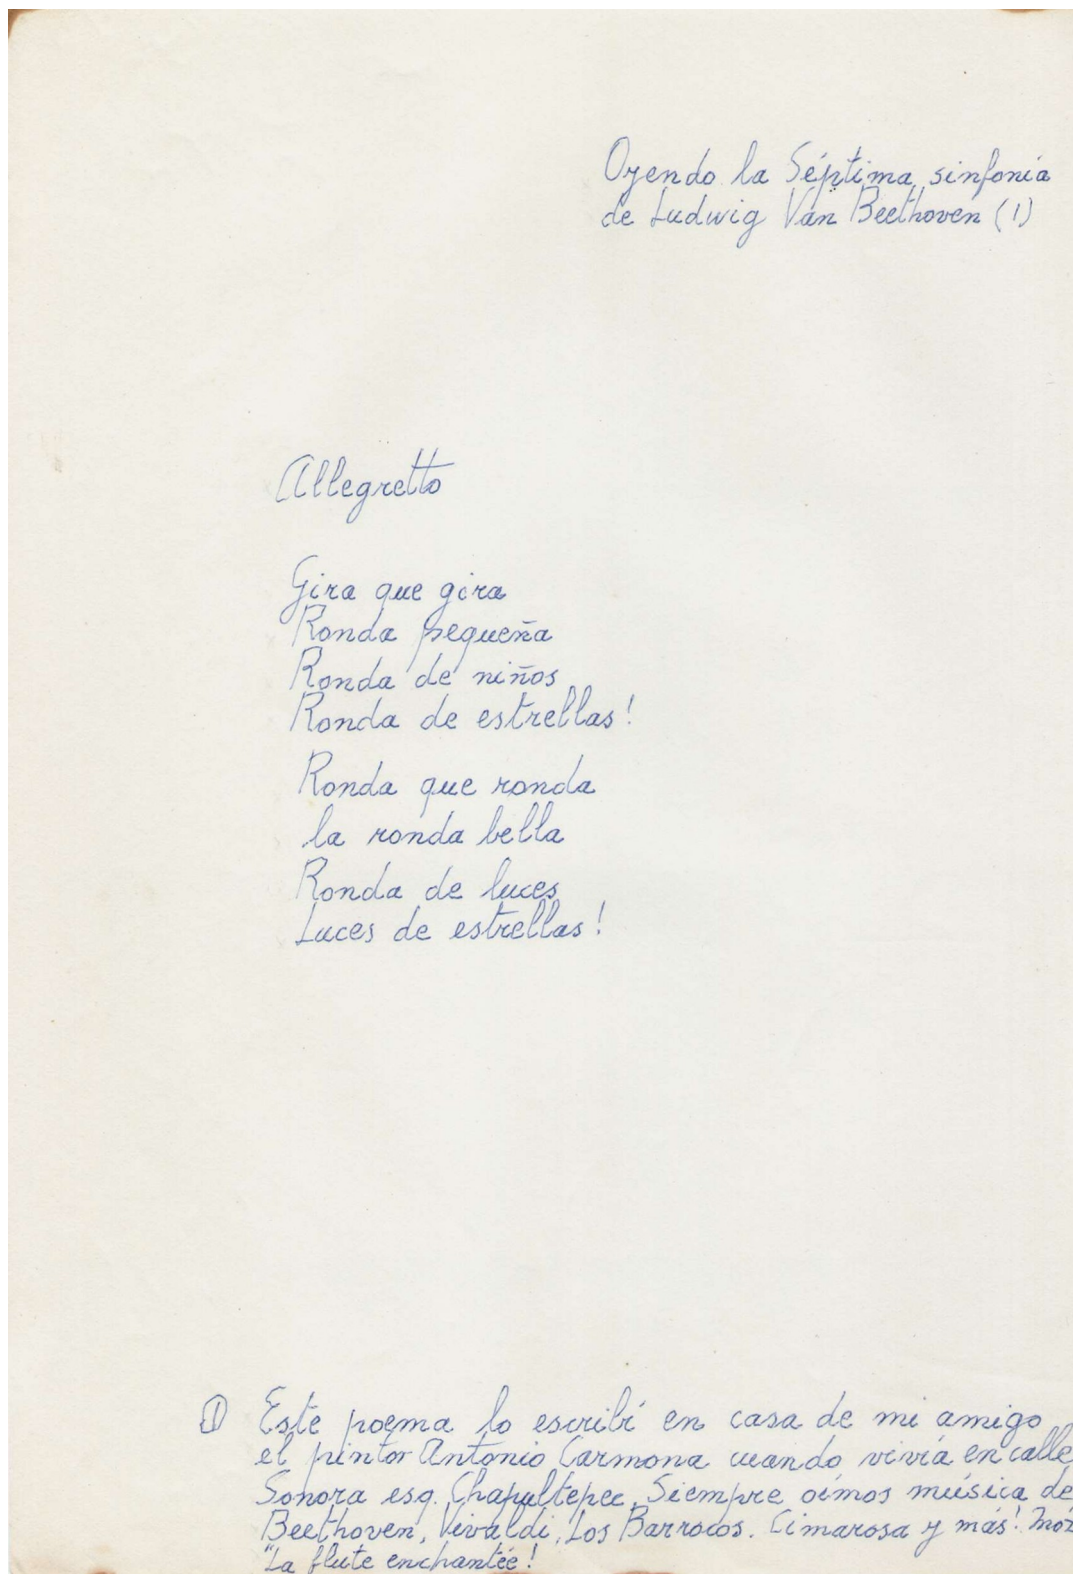 Oyendo la Séptima sinfonía
de Ludwig Van Beethoven (1)
Allegretto
Gira que gira
Ronda pequeña
Ronda de niños
Ronda de estrellas!
Ronda que ronda
la ronda bella
Ronda de luces
Luces de estrellas!
① Este poema lo escribí en casa de mi amigo
el pintor Antonio Carmona cuando vivía en calle
Sonora esq. Chapultepec. Siempre oímos música de
Beethoven, Vivaldi, Los Barrocos. Cimarosa y más!
"La flute enchantée!